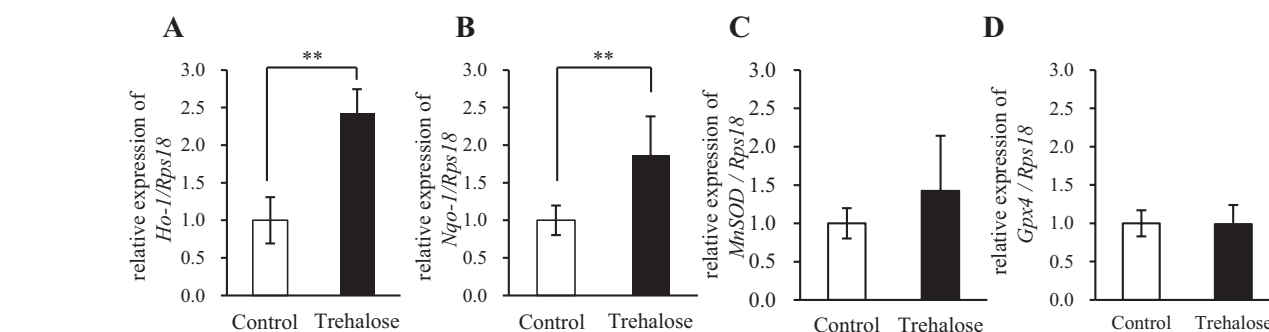 A
relative expression of
Ho-1/Rps18
3.0
2.5
2.0
1.5
1.0
0.5
0.0
**
Control Trehalose
B
relative expression of
Nqo-1/Rps18
3.0
2.5
2.0
1.5
1.0
0.5
0.0
**
Control Trehalose
C
relative expression of
MnSOD / Rps18
3.0
2.5
2.0
1.5
1.0
0.5
0.0
Control Trehalose
D
relative expression of
Gpx4 / Rps18
3.0
2.5
2.0
1.5
1.0
0.5
0.0
Control Trehalose